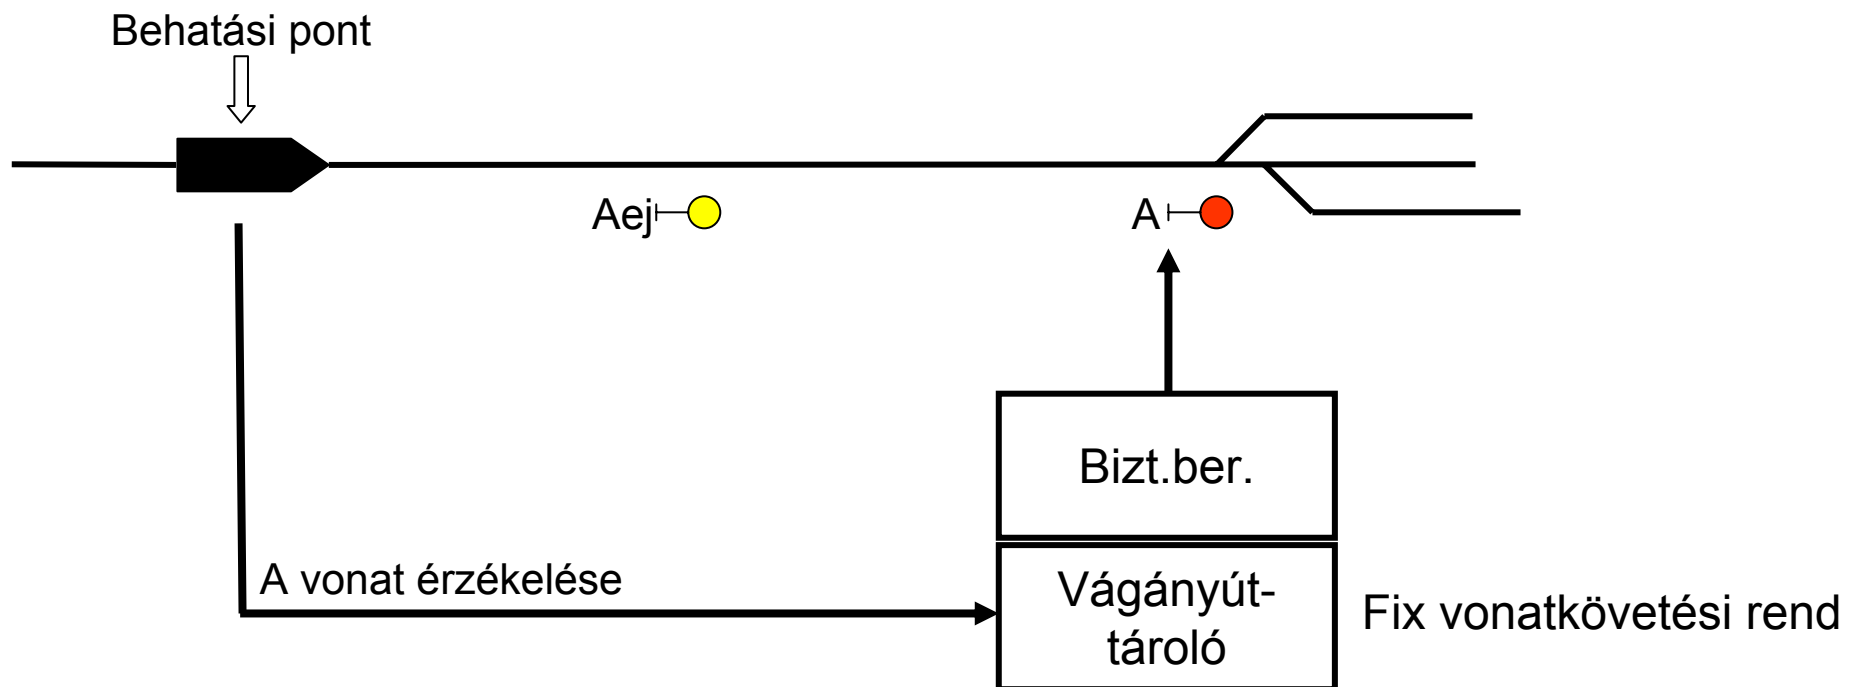 Behatási pont
Aej
A
Bizt.ber.
A vonat érzékelése
Vágányút-
tároló
Fix vonatkövetési rend